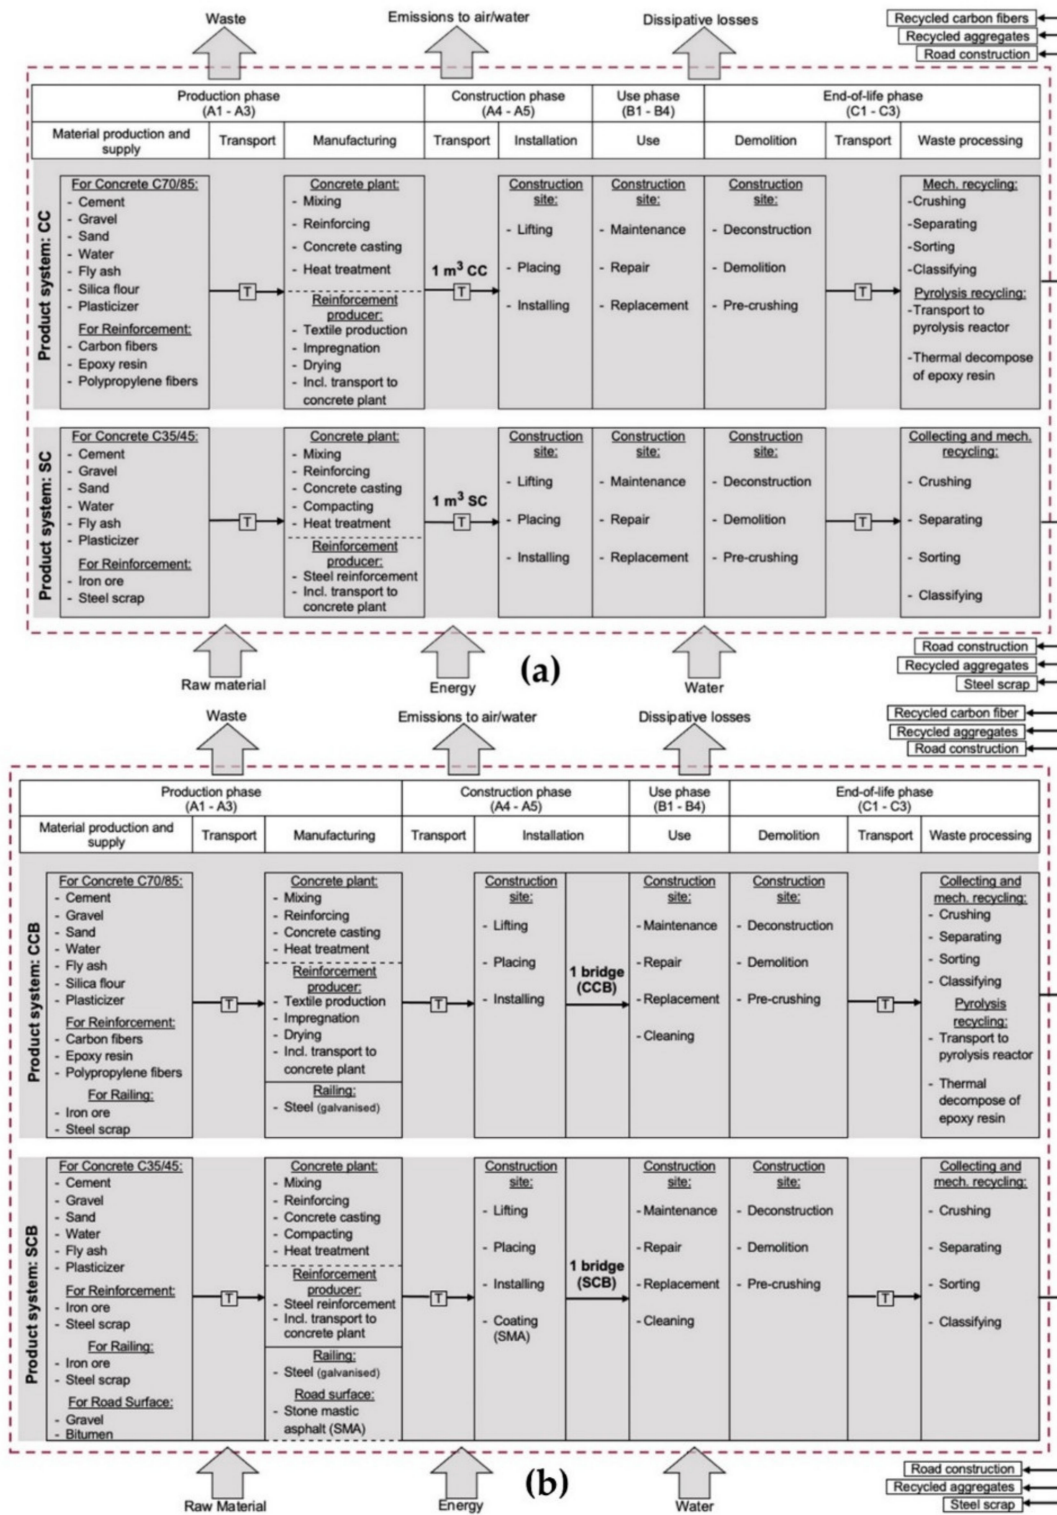 Waste
Emissions to air/water
Dissipative losses
Recycled carbon fibers
Recycled aggregates
Road construction
Production phase
(A1 - A3)
Construction phase
(A4 - A5)
Use phase
(B1 - B4)
End-of-life phase
(C1 - C3)
Material production and
supply
Transport
Manufacturing
Transport
Installation
Use
Demolition
Transport
Waste processing
Product system: CC
For Concrete C70/85:
- Cement
- Gravel
- Sand
- Water
- Fly ash
- Silica flour
- Plasticizer
For Reinforcement:
- Carbon fibers
- Epoxy resin
- Polypropylene fibers
T
Concrete plant:
- Mixing
- Reinforcing
- Concrete casting
- Heat treatment
Reinforcement
producer:
- Textile production
- Impregnation
- Drying
- Incl. transport to
concrete plant
1 m³ CC
T
Construction
site:
- Lifting
- Placing
- Installing
Construction
site:
- Maintenance
- Repair
- Replacement
Construction
site:
- Deconstruction
- Demolition
- Pre-crushing
T
Mech. recycling:
-Crushing
-Separating
-Sorting
-Classifying
Pyrolysis recycling:
-Transport to
pyrolysis reactor
-Thermal decompose
of epoxy resin
Product system: SC
For Concrete C35/45:
- Cement
- Gravel
- Sand
- Water
- Fly ash
- Plasticizer
For Reinforcement:
- Iron ore
- Steel scrap
T
Concrete plant:
- Mixing
- Reinforcing
- Concrete casting
- Compacting
- Heat treatment
Reinforcement
producer:
- Steel reinforcement
- Incl. transport to
concrete plant
1 m³ SC
T
Construction
site:
- Lifting
- Placing
- Installing
Construction
site:
- Maintenance
- Repair
- Replacement
Construction
site:
- Deconstruction
- Demolition
- Pre-crushing
T
Collecting and mech.
recycling:
- Crushing
- Separating
- Sorting
- Classifying
Raw material
Energy
(a)
Water
Road construction
Recycled aggregates
Steel scrap
Waste
Emissions to air/water
Dissipative losses
Recycled carbon fiber
Recycled aggregates
Road construction
Production phase
(A1 - A3)
Construction phase
(A4 - A5)
Use phase
(B1 - B4)
End-of-life phase
(C1 - C3)
Material production and
supply
Transport
Manufacturing
Transport
Installation
Use
Demolition
Transport
Waste processing
Product system: CCB
For Concrete C70/85:
- Cement
- Gravel
- Sand
- Water
- Fly ash
- Silica flour
- Plasticizer
For Reinforcement:
- Carbon fibers
- Epoxy resin
- Polypropylene fibers
For Railing:
- Iron ore
- Steel scrap
T
Concrete plant:
- Mixing
- Reinforcing
- Concrete casting
- Heat treatment
Reinforcement
producer:
- Textile production
- Impregnation
- Drying
- Incl. transport to
concrete plant
Railing:
- Steel (galvanised)
T
Construction
site:
- Lifting
- Placing
- Installing
1 bridge
(CCB)
Construction
site:
-Maintenance
-Repair
-Replacement
-Cleaning
Construction
site:
- Deconstruction
- Demolition
- Pre-crushing
T
Collecting and
mech. recycling:
- Crushing
- Separating
- Sorting
- Classifying
Pyrolysis
recycling:
- Transport to
pyrolysis reactor
- Thermal
decompose of
epoxy resin
Product system: SCB
For Concrete C35/45:
- Cement
- Gravel
- Sand
- Water
- Fly ash
- Plasticizer
For Reinforcement:
- Iron ore
- Steel scrap
For Railing:
- Iron ore
- Steel scrap
For Road Surface:
- Gravel
- Bitumen
T
Concrete plant:
- Mixing
- Reinforcing
- Concrete casting
- Compacting
- Heat treatment
Reinforcement
producer:
- Steel reinforcement
- Incl. transport to
concrete plant
Railing:
- Steel (galvanised)
Road surface:
- Stone mastic
asphalt (SMA)
T
Construction
site:
- Lifting
- Placing
- Installing
- Coating
(SMA)
1 bridge
(SCB)
Construction
site:
-Maintenance
-Repair
-Replacement
-Cleaning
Construction
site:
- Deconstruction
- Demolition
- Pre-crushing
T
Collecting and
mech. recycling:
- Crushing
- Separating
- Sorting
- Classifying
Raw Material
Energy
(b)
Water
Road construction
Recycled aggregates
Steel scrap